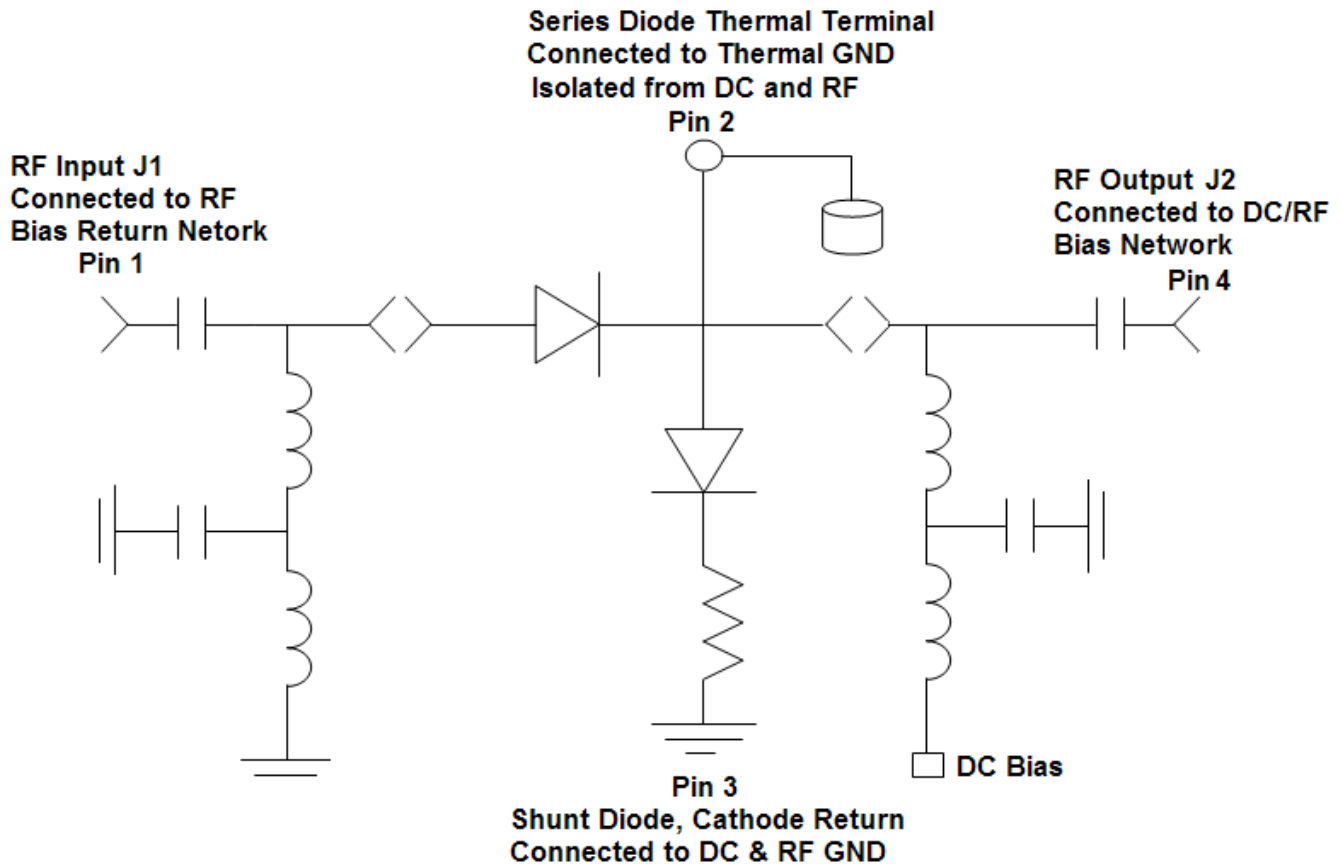 Series Diode Thermal Terminal
Connected to Thermal GND
Isolated from DC and RF
Pin 2
RF Input J1
Connected to RF
Bias Return Netork
Pin 1
RF Output J2
Connected to DC/RF
Bias Network
Pin 4
DC Bias
Pin 3
Shunt Diode, Cathode Return
Connected to DC & RF GND